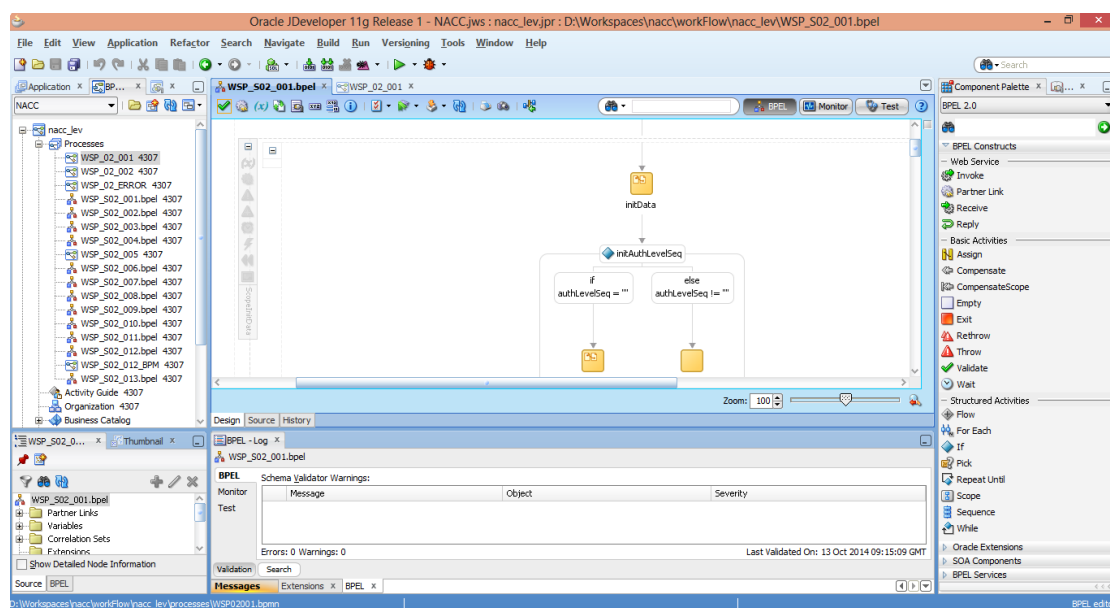 Oracle JDeveloper 11g Release 1 - NACC.jws : nacc_lev.jpr : D:\Workspaces\nacc\workFlow\nacc_lev\WSP_S02_001.bpel
File Edit View Application Refactor Search Navigate Build Run Versioning Tools Window Help
Search
Application BP...
NACC
nacc_lev
Processes
WSP_02_001 4307
WSP_02_002 4307
WSP_02_ERROR 4307
WSP_S02_001.bpel 4307
WSP_S02_002.bpel 4307
WSP_S02_003.bpel 4307
WSP_S02_004.bpel 4307
WSP_S02_005 4307
WSP_S02_006.bpel 4307
WSP_S02_007.bpel 4307
WSP_S02_008.bpel 4307
WSP_S02_009.bpel 4307
WSP_S02_010.bpel 4307
WSP_S02_011.bpel 4307
WSP_S02_012.bpel 4307
WSP_S02_012_BPM 4307
WSP_S02_013.bpel 4307
Activity Guide 4307
Organization 4307
Business Catalog
WSP_S02_001.bpel WSP_02_001
BPEL Monitor Test
initData
initAuthLevelSeq
if
authLevelSeq = ""
else
authLevelSeq != ""
ScopeInitData
Zoom: 100
Design Source History
Component Palette
BPEL 2.0
BPEL Constructs
Web Service
Invoke
Partner Link
Receive
Reply
Basic Activities
Assign
Compensate
CompensateScope
Empty
Exit
Rethrow
Throw
Validate
Wait
Structured Activities
Flow
For Each
If
Pick
Repeat Until
Scope
Sequence
While
Oracle Extensions
SOA Components
BPEL Services
WSP_S02_0... Thumbnail
WSP_S02_001.bpel
Partner Links
Variables
Correlation Sets
Extensions
Show Detailed Node Information
Source BPEL
BPEL - Log
WSP_S02_001.bpel
BPEL
Monitor
Test
Schema Validator Warnings:
Message Object Severity
Errors: 0 Warnings: 0
Last Validated On: 13 Oct 2014 09:15:09 GMT
Validation Search
Messages Extensions BPEL
D:\Workspaces\nacc\workFlow\nacc_lev\processes\WSP02001.bpmn
BPEL edit